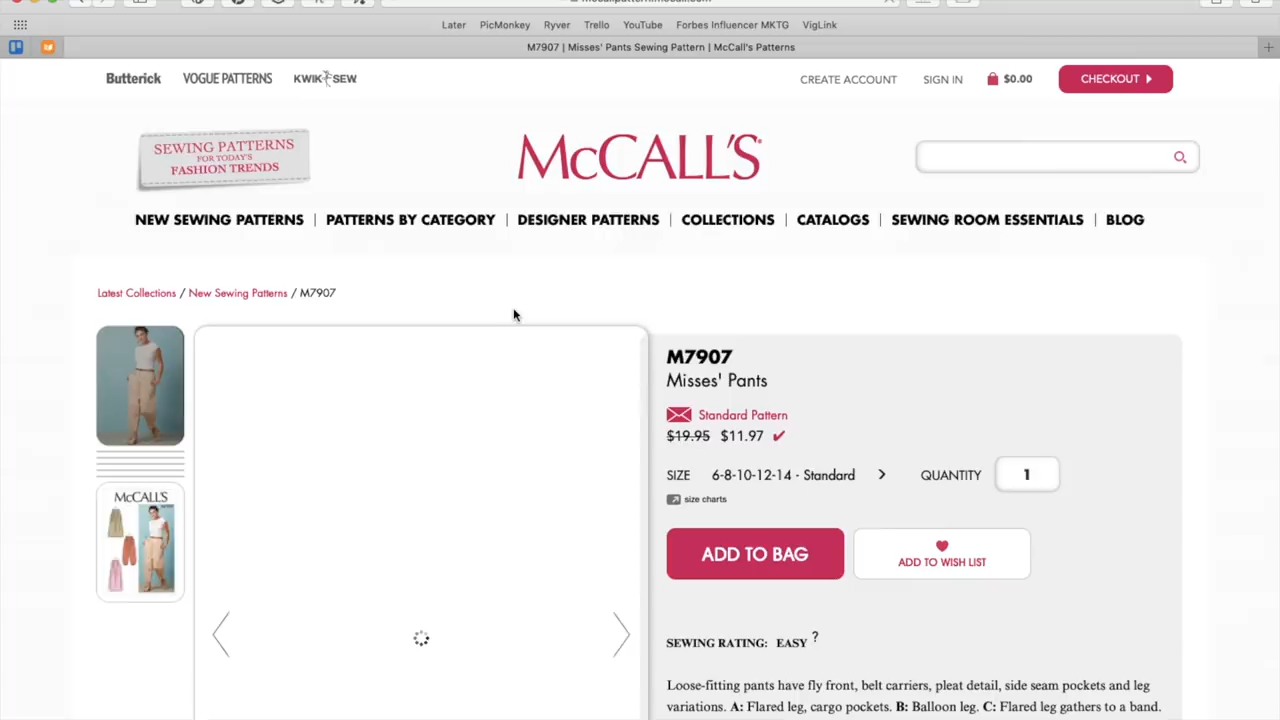 Later PicMonkey Ryver Trello YouTube Forbes Influencer MKTG VigLink
M7907 | Misses' Pants Sewing Pattern | McCall's Patterns
Butterick VOGUE PATTERNS KWIK SEW CREATE ACCOUNT SIGN IN $0.00 CHECKOUT
SEWING PATTERNS
FOR TODAY'S
FASHION TRENDS
McCALL'S
NEW SEWING PATTERNS | PATTERNS BY CATEGORY | DESIGNER PATTERNS | COLLECTIONS | CATALOGS | SEWING ROOM ESSENTIALS | BLOG
Latest Collections / New Sewing Patterns / M7907
McCALL'S
M7907
Misses' Pants
Standard Pattern
$19.95 $11.97
SIZE 6-8-10-12-14 - Standard QUANTITY 1
size charts
ADD TO BAG
ADD TO WISH LIST
SEWING RATING: EASY ?
Loose-fitting pants have fly front, belt carriers, pleat detail, side seam pockets and leg
variations. A: Flared leg, cargo pockets. B: Balloon leg. C: Flared leg gathers to a band.